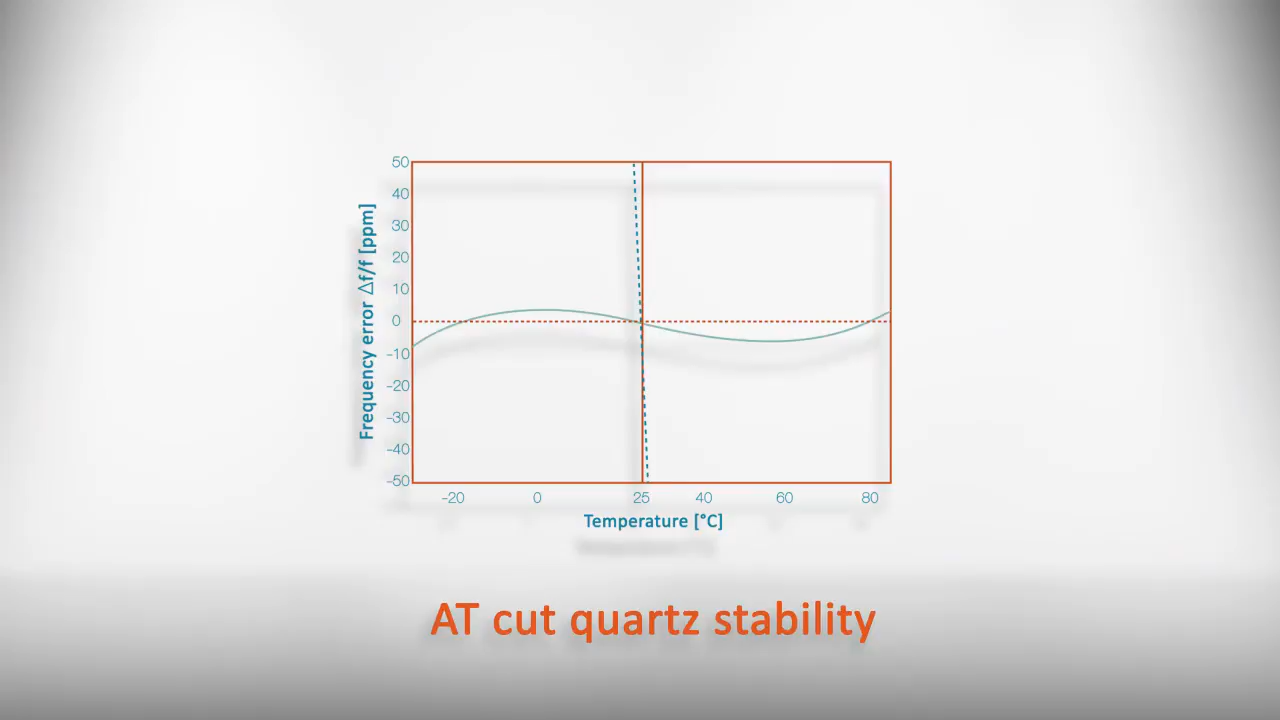 50
40
30
20
10
0
-10
-20
-30
-40
-50
Frequency error Δf/f [ppm]
-20 0 25 40 60 80
Temperature [°C]
AT cut quartz stability